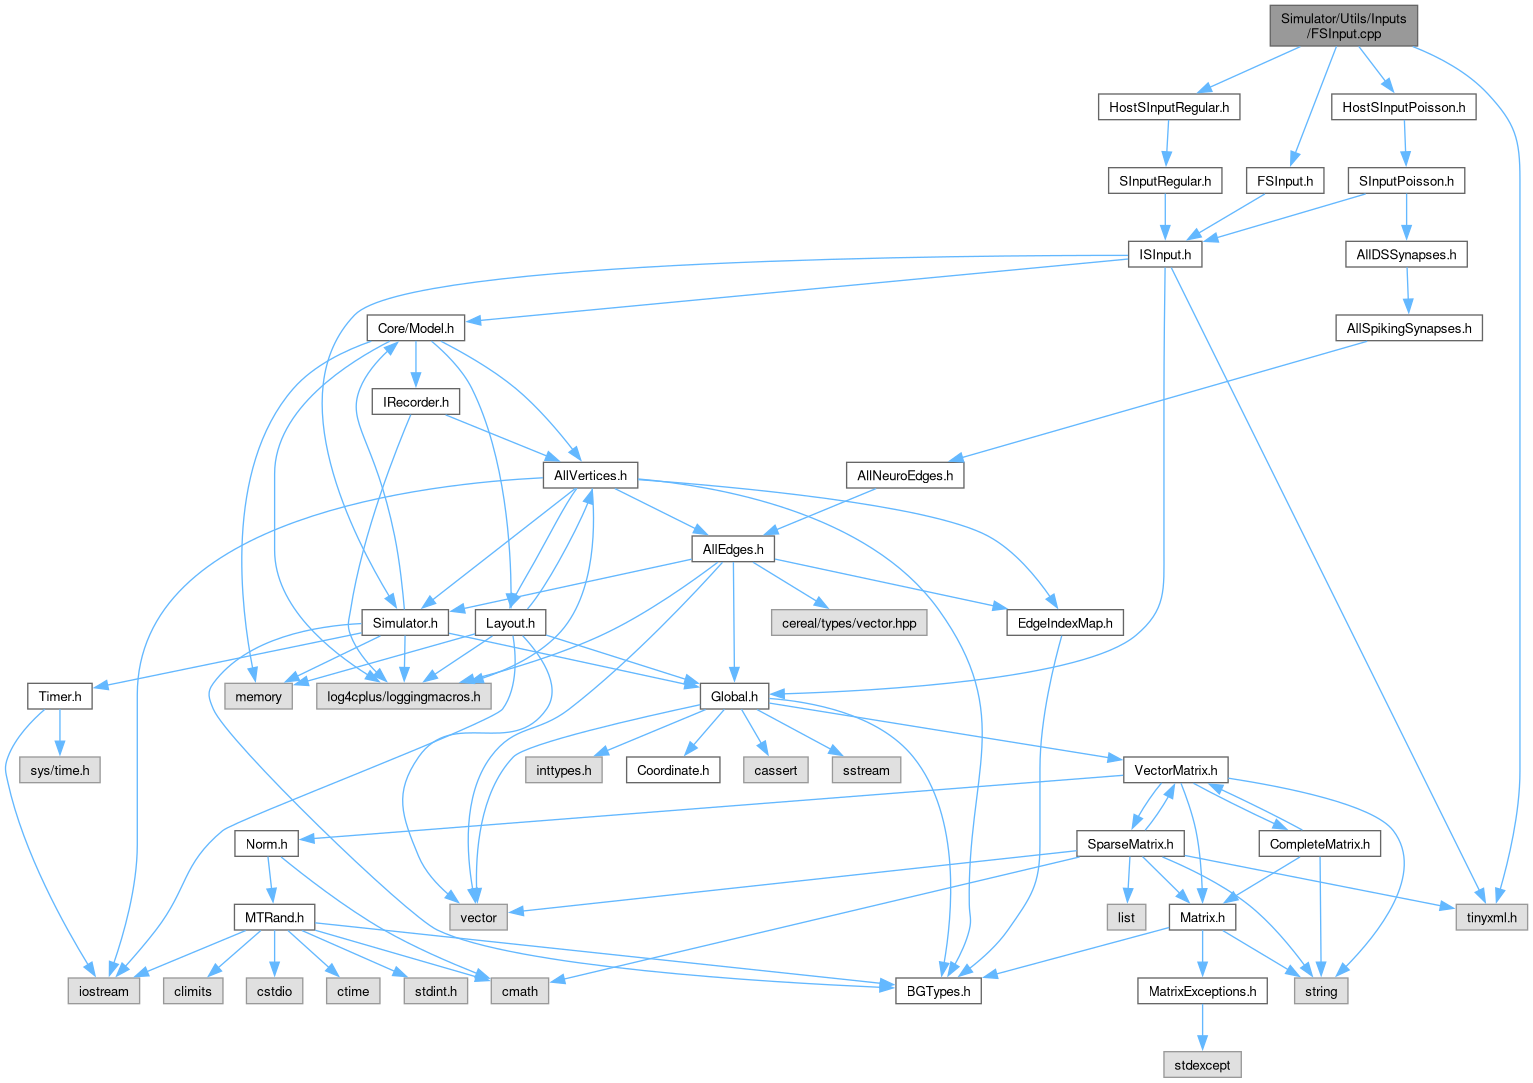 Simulator/Utils/Inputs
/FSInput.cpp
HostSInputRegular.h
HostSInputPoisson.h
SInputRegular.h
FSInput.h
SInputPoisson.h
ISInput.h
AllDSSynapses.h
Core/Model.h
AllSpikingSynapses.h
IRecorder.h
AllVertices.h
AllNeuroEdges.h
AllEdges.h
Simulator.h
Layout.h
cereal/types/vector.hpp
EdgeIndexMap.h
Timer.h
memory
log4cplus/loggingmacros.h
Global.h
sys/time.h
inttypes.h
Coordinate.h
cassert
sstream
VectorMatrix.h
Norm.h
SparseMatrix.h
CompleteMatrix.h
MTRand.h
vector
list
Matrix.h
tinyxml.h
iostream
climits
cstdio
ctime
stdint.h
cmath
BGTypes.h
MatrixExceptions.h
string
stdexcept